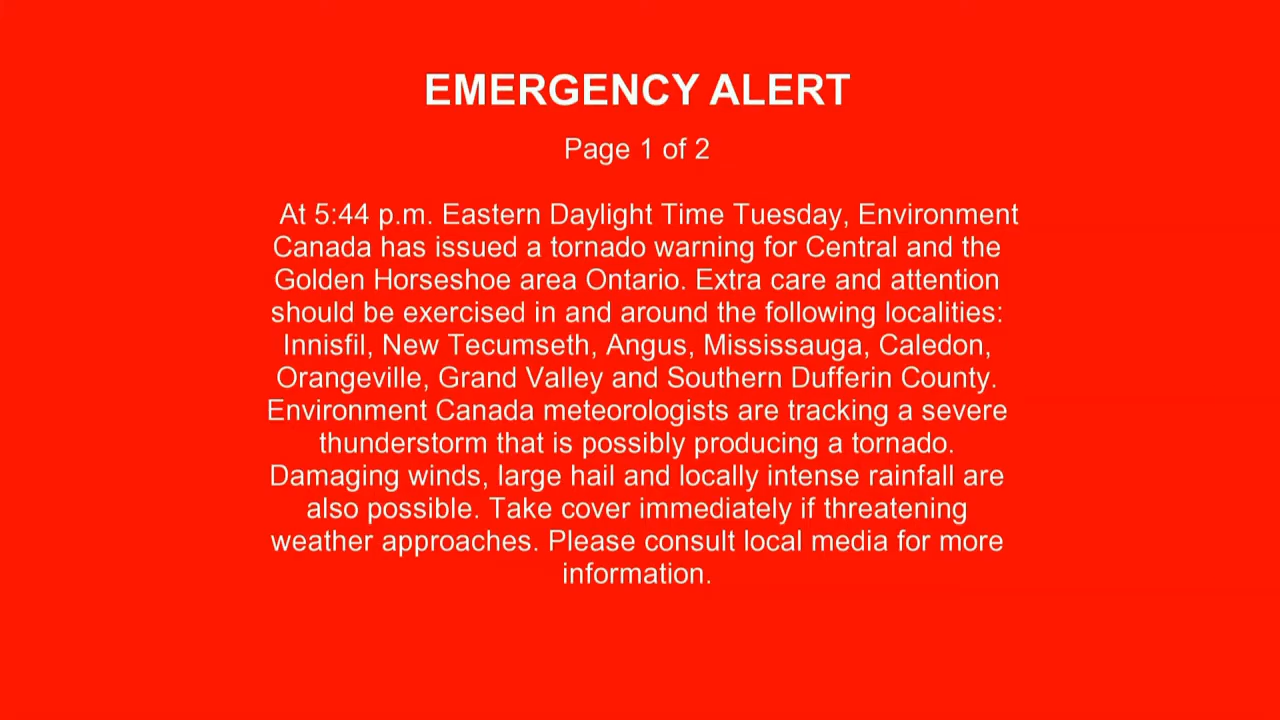 EMERGENCY ALERT
Page 1 of 2
At 5:44 p.m. Eastern Daylight Time Tuesday, Environment
Canada has issued a tornado warning for Central and the
Golden Horseshoe area Ontario. Extra care and attention
should be exercised in and around the following localities:
Innisfil, New Tecumseth, Angus, Mississauga, Caledon,
Orangeville, Grand Valley and Southern Dufferin County.
Environment Canada meteorologists are tracking a severe
thunderstorm that is possibly producing a tornado.
Damaging winds, large hail and locally intense rainfall are
also possible. Take cover immediately if threatening
weather approaches. Please consult local media for more
information.